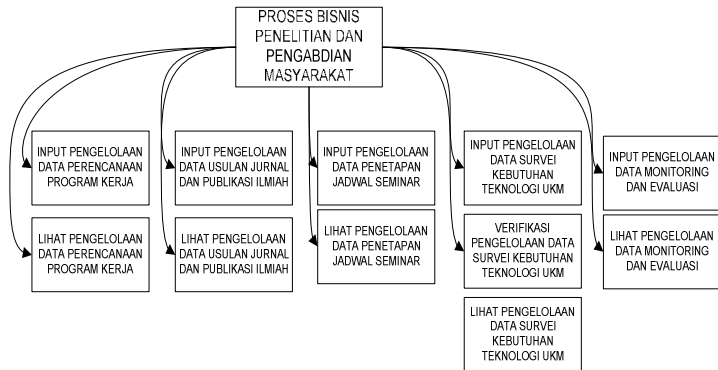 PROSES BISNIS
PENELITIAN DAN
PENGABDIAN
MASYARAKAT
INPUT PENGELOLAAN
DATA PERENCANAAN
PROGRAM KERJA
LIHAT PENGELOLAAN
DATA PERENCANAAN
PROGRAM KERJA
INPUT PENGELOLAAN
DATA USULAN JURNAL
DAN PUBLIKASI ILMIAH
LIHAT PENGELOLAAN
DATA USULAN JURNAL
DAN PUBLIKASI ILMIAH
INPUT PENGELOLAAN
DATA PENETAPAN
JADWAL SEMINAR
LIHAT PENGELOLAAN
DATA PENETAPAN
JADWAL SEMINAR
INPUT PENGELOLAAN
DATA SURVEI
KEBUTUHAN
TEKNOLOGI UKM
VERIFIKASI
PENGELOLAAN DATA
SURVEI KEBUTUHAN
TEKNOLOGI UKM
LIHAT PENGELOLAAN
DATA SURVEI
KEBUTUHAN
TEKNOLOGI UKM
INPUT PENGELOLAAN
DATA MONITORING
DAN EVALUASI
LIHAT PENGELOLAAN
DATA MONITORING
DAN EVALUASI